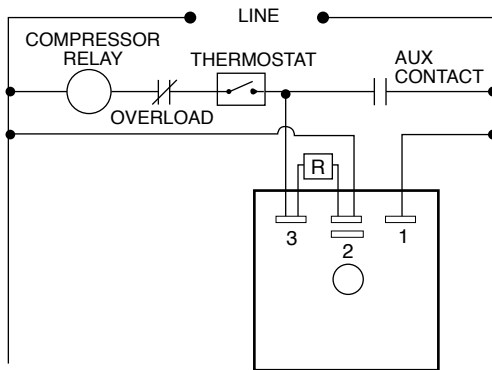 LINE
COMPRESSOR
RELAY
THERMOSTAT
AUX
CONTACT
OVERLOAD
R
3
2
1